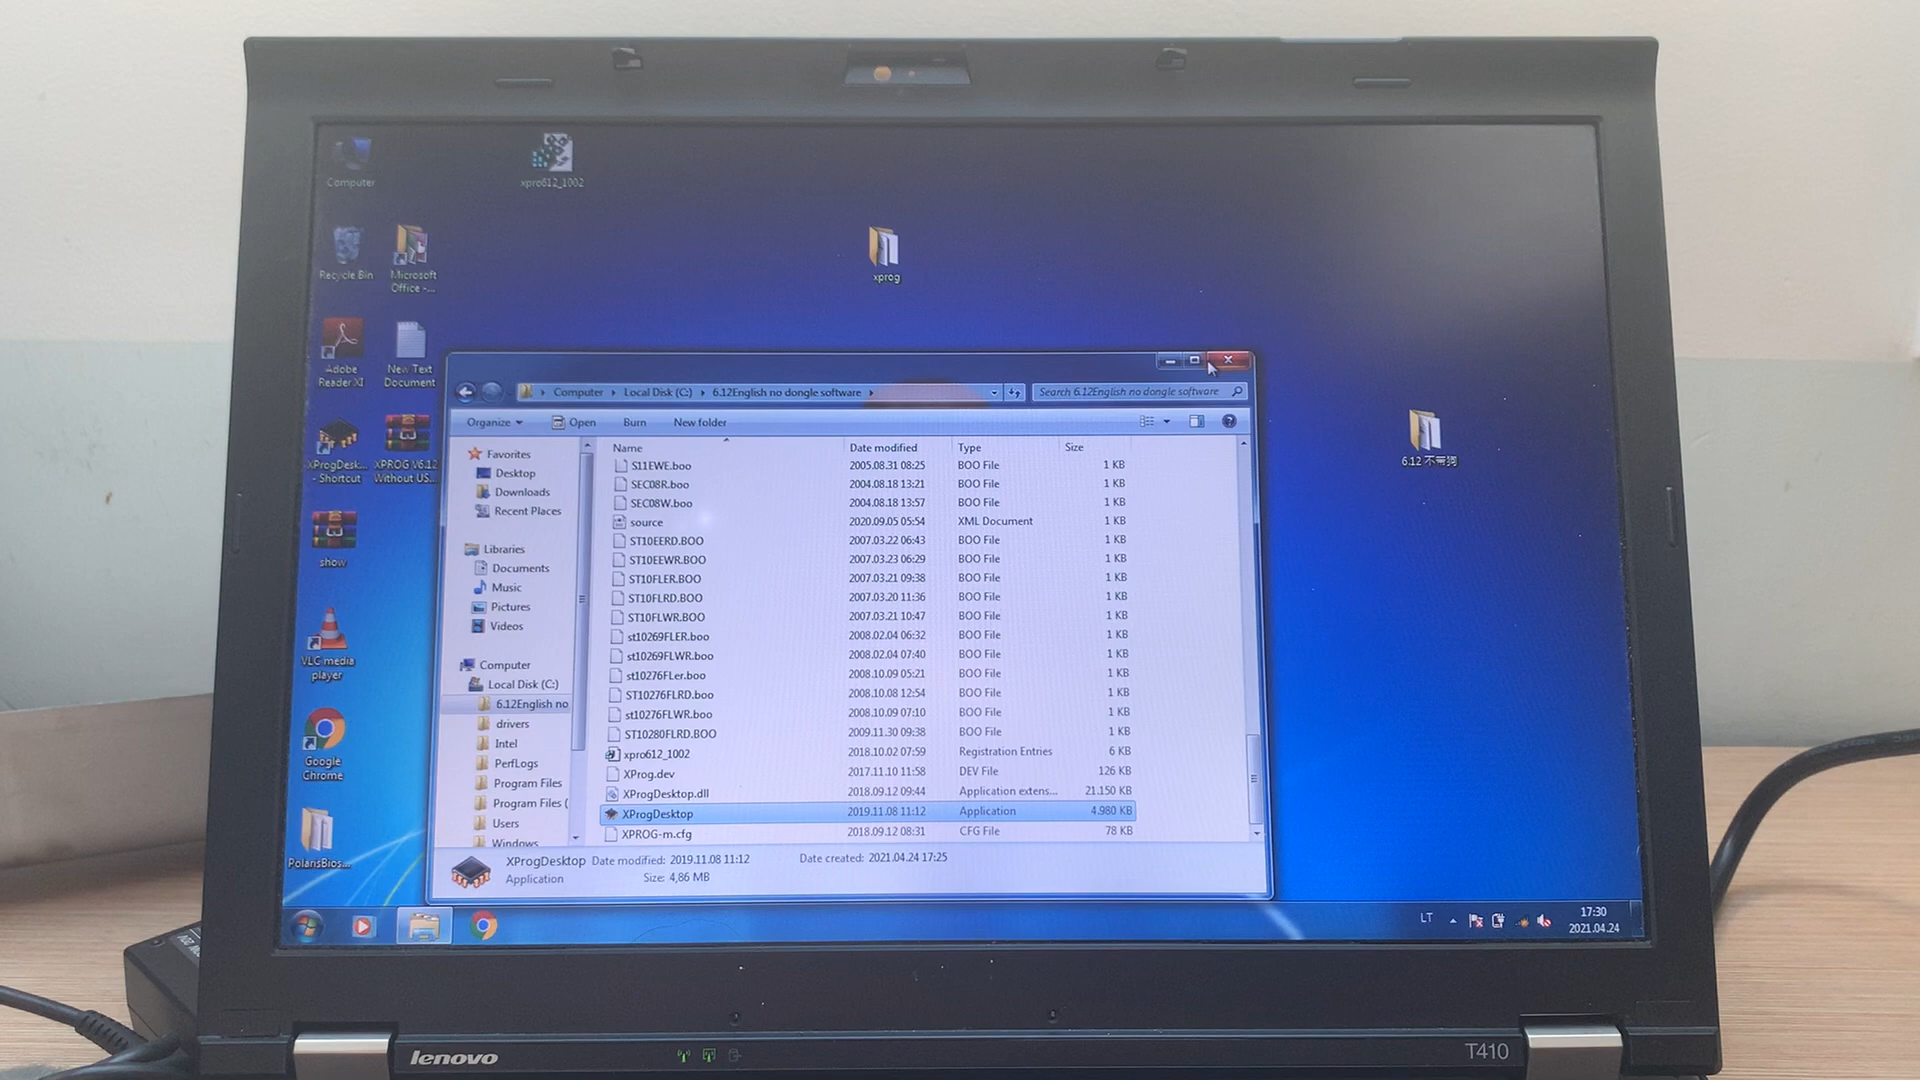 Computer
xpro612_1002
Recycle Bin
Microsoft
Office -...
xprog
Adobe
Reader XI
New Text
Document
XProgDesk...
- Shortcut
XPROG V6.12
Without US...
show
VLC media
player
Google
Chrome
PolarisBios...
6.12 不带狗
Computer
Local Disk (C:)
6.12English no dongle software
Search 6.12English no dongle software
Organize
Open
Burn
New folder
Favorites
Desktop
Downloads
Recent Places
Libraries
Documents
Music
Pictures
Videos
Computer
Local Disk (C:)
6.12English no
drivers
Intel
PerfLogs
Program Files
Program Files (
Users
Windows
Name Date modified Type Size
S11EWE.boo 2005.08.31 08:25 BOO File 1 KB
SEC08R.boo 2004.08.18 13:21 BOO File 1 KB
SEC08W.boo 2004.08.18 13:57 BOO File 1 KB
source 2020.09.05 05:54 XML Document 1 KB
ST10EERD.BOO 2007.03.22 06:43 BOO File 1 KB
ST10EEWR.BOO 2007.03.23 06:29 BOO File 1 KB
ST10FLER.BOO 2007.03.21 09:38 BOO File 1 KB
ST10FLRD.BOO 2007.03.20 11:36 BOO File 1 KB
ST10FLWR.BOO 2007.03.21 10:47 BOO File 1 KB
st10269FLER.boo 2008.02.04 06:32 BOO File 1 KB
st10269FLWR.boo 2008.02.04 07:40 BOO File 1 KB
st10276FLer.boo 2008.10.09 05:21 BOO File 1 KB
ST10276FLRD.boo 2008.10.08 12:54 BOO File 1 KB
st10276FLWR.boo 2008.10.09 07:10 BOO File 1 KB
ST10280FLRD.BOO 2009.11.30 09:38 BOO File 1 KB
xpro612_1002 2018.10.02 07:59 Registration Entries 6 KB
XProg.dev 2017.11.10 11:58 DEV File 126 KB
XProgDesktop.dll 2018.09.12 09:44 Application extens... 21.150 KB
XProgDesktop 2019.11.08 11:12 Application 4.980 KB
XPROG-m.cfg 2018.09.12 08:31 CFG File 78 KB
XProgDesktop Date modified: 2019.11.08 11:12 Date created: 2021.04.24 17:25
Application Size: 4,86 MB
LT
17:30
2021.04.24
lenovo
T410